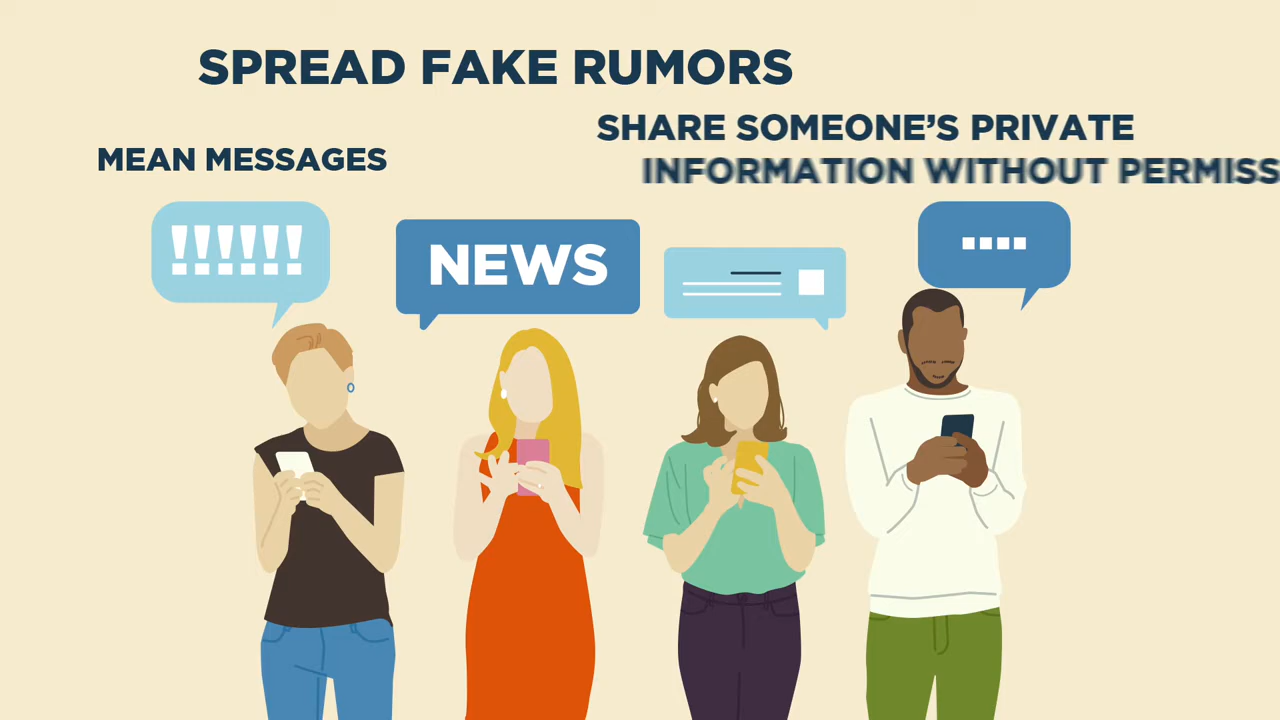 SPREAD FAKE RUMORS
SHARE SOMEONE'S PRIVATE
INFORMATION WITHOUT PERMISS
MEAN MESSAGES
!!!!!!
NEWS
....